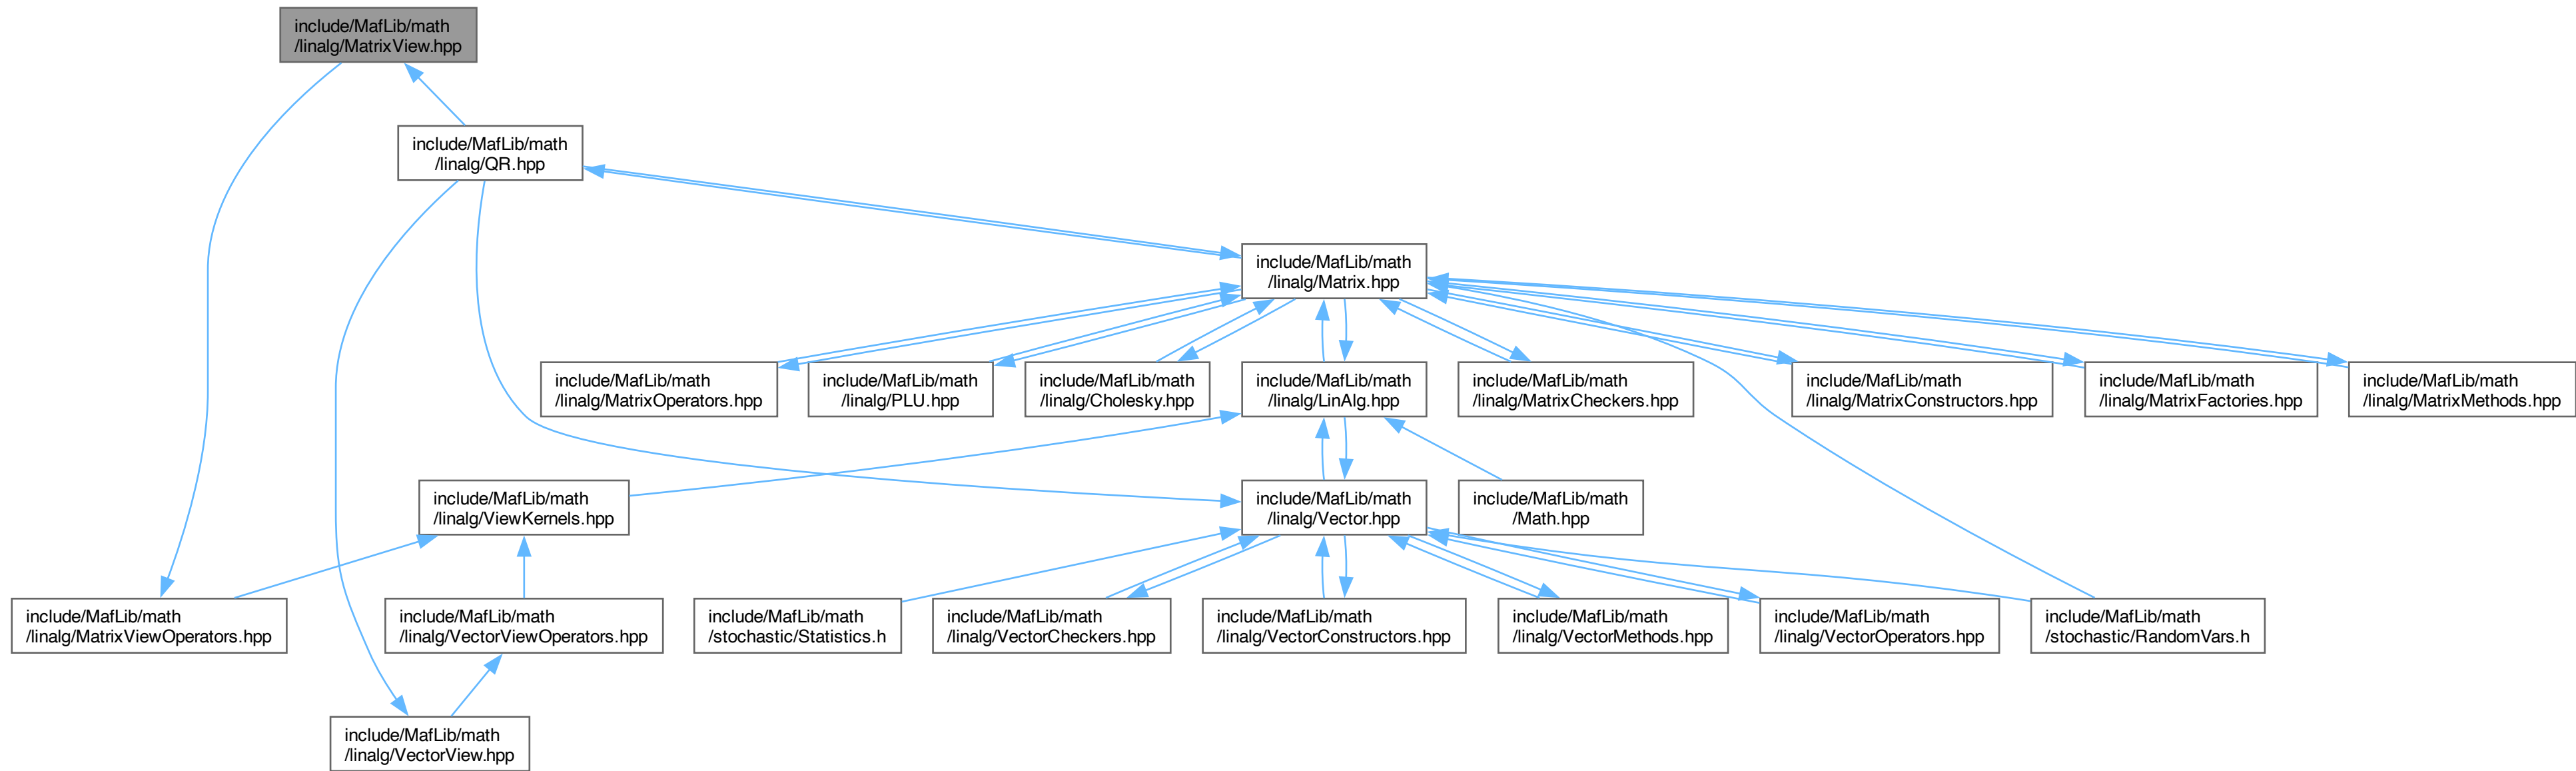 include/MafLib/math
/linalg/MatrixView.hpp
include/MafLib/math
/linalg/QR.hpp
include/MafLib/math
/linalg/Matrix.hpp
include/MafLib/math
/linalg/MatrixOperators.hpp
include/MafLib/math
/linalg/PLU.hpp
include/MafLib/math
/linalg/Cholesky.hpp
include/MafLib/math
/linalg/LinAlg.hpp
include/MafLib/math
/linalg/MatrixCheckers.hpp
include/MafLib/math
/linalg/MatrixConstructors.hpp
include/MafLib/math
/linalg/MatrixFactories.hpp
include/MafLib/math
/linalg/MatrixMethods.hpp
include/MafLib/math
/linalg/ViewKernels.hpp
include/MafLib/math
/linalg/Vector.hpp
include/MafLib/math
/Math.hpp
include/MafLib/math
/linalg/MatrixViewOperators.hpp
include/MafLib/math
/linalg/VectorViewOperators.hpp
include/MafLib/math
/stochastic/Statistics.h
include/MafLib/math
/linalg/VectorCheckers.hpp
include/MafLib/math
/linalg/VectorConstructors.hpp
include/MafLib/math
/linalg/VectorMethods.hpp
include/MafLib/math
/linalg/VectorOperators.hpp
include/MafLib/math
/stochastic/RandomVars.h
include/MafLib/math
/linalg/VectorView.hpp